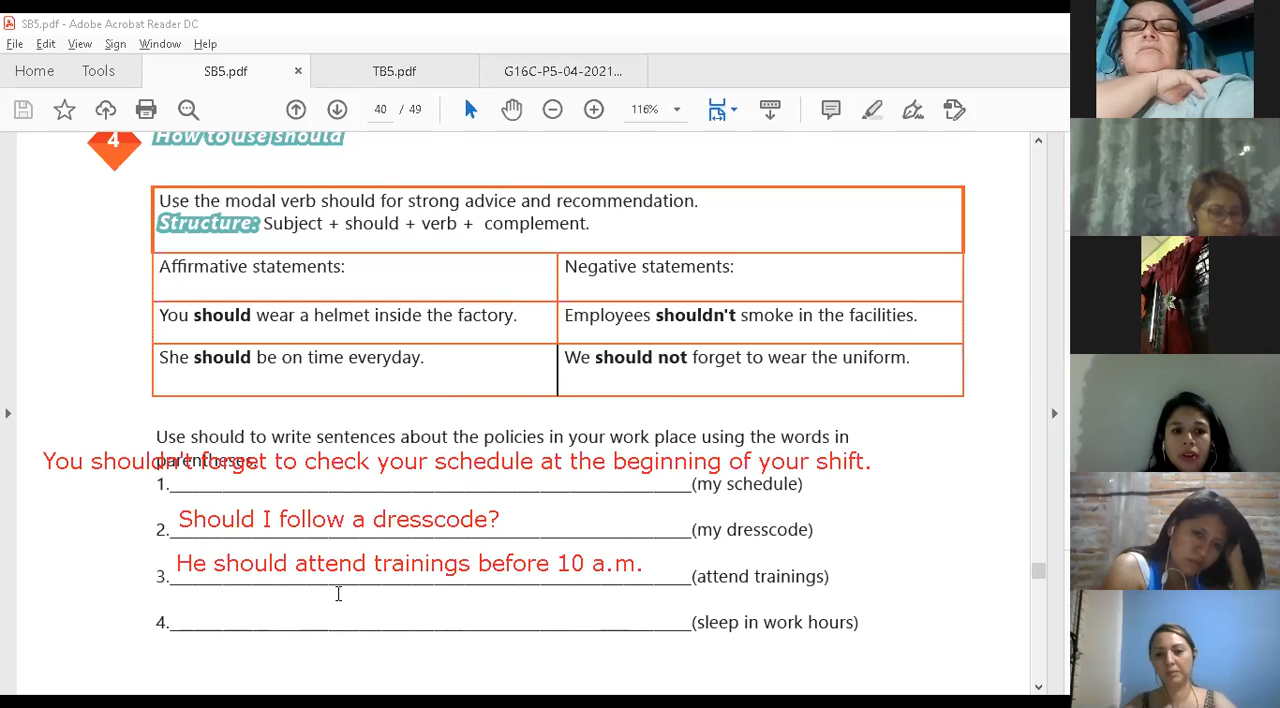 SB5.pdf - Adobe Acrobat Reader DC
File Edit View Sign Window Help
Home Tools SB5.pdf × TB5.pdf G16C-P5-04-2021...
40 / 49 116%
4 How to use should
Use the modal verb should for strong advice and recommendation.
Structure: Subject + should + verb + complement.
Affirmative statements: Negative statements:
You should wear a helmet inside the factory. Employees shouldn't smoke in the facilities.
She should be on time everyday. We should not forget to wear the uniform.
Use should to write sentences about the policies in your work place using the words in
parentheses.
You shouldn't forget to check your schedule at the beginning of your shift.
1. (my schedule)
Should I follow a dresscode?
2. (my dresscode)
He should attend trainings before 10 a.m.
3. (attend trainings)
4. (sleep in work hours)